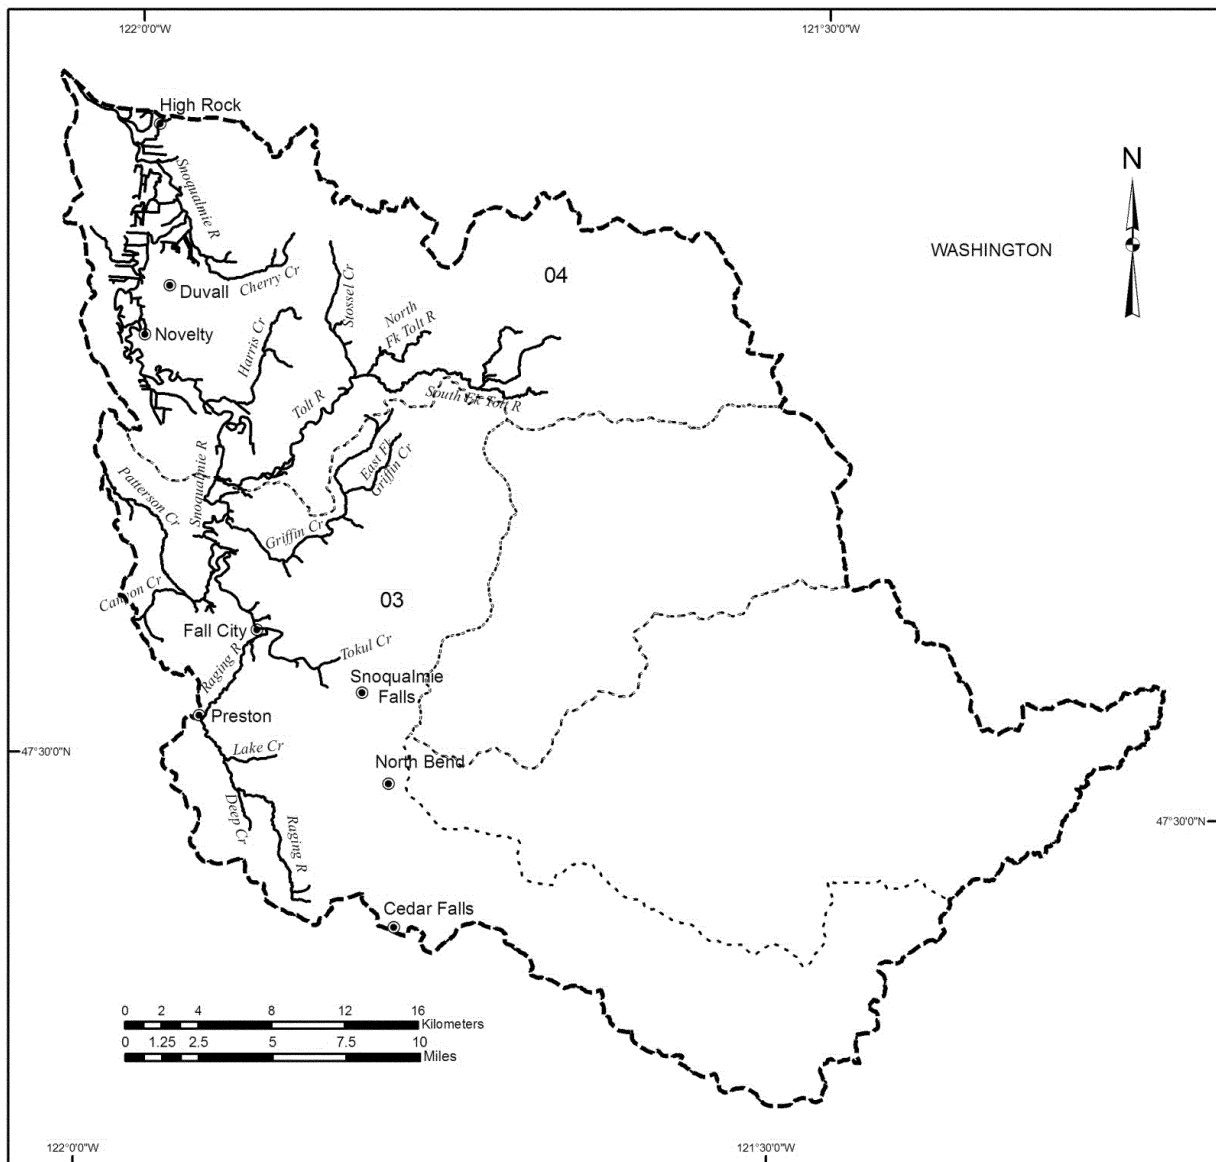 122°0'0"W
121°30'0"W
High Rock
N
Snoqualmie R
WASHINGTON
04
Cherry Cr
Duvall
Stossel Cr
North
Fk Tolt R
Novelty
Harris Cr
South Fk Tolt R
Tolt R
Snoqualmie R
East Fk
Griffin Cr
Patterson Cr
Griffin Cr
Canyon Cr
03
Fall City
Tokul Cr
Raging R
Snoqualmie
Falls
Preston
47°30'0"N
Lake Cr
North Bend
Deep Cr
Raging R
47°30'0"N
Cedar Falls
0 2 4 8 12 16
Kilometers
0 1.25 2.5 5 7.5 10
Miles
122°0'0"W
121°30'0"W